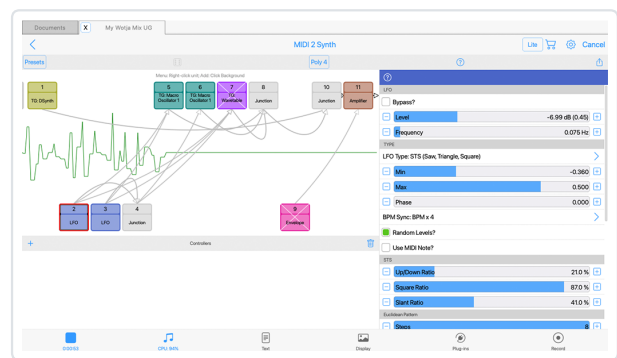 Documents X My Wotja Mix UG
MIDI 2 Synth Lite Cancel
Presets Poly 4
Menu: Right-click unit. Add: Click Background
1 5 6 7 8 10 11
TG: DSynth TG: Macro Oscillator 1 TG: Macro Oscillator 1 TG: Wavetable Junction Junction Amplifier
2 3 4 9
LFO LFO Junction Envelope
+ Controllers
LFO
Bypass?
Level -6.99 dB (0.45)
Frequency 0.075 Hz
TYPE
LFO Type: STS (Saw, Triangle, Square)
Min -0.360
Max 0.500
Phase 0.000
BPM Sync: BPM x 4
Random Levels?
Use MIDI Note?
STS
Up/Down Ratio 21.0 %
Square Ratio 87.0 %
Slant Ratio 41.0 %
Euclidean Pattern
Steps 8
0:00:53 CPU: 94% Text Display Plug-ins Record